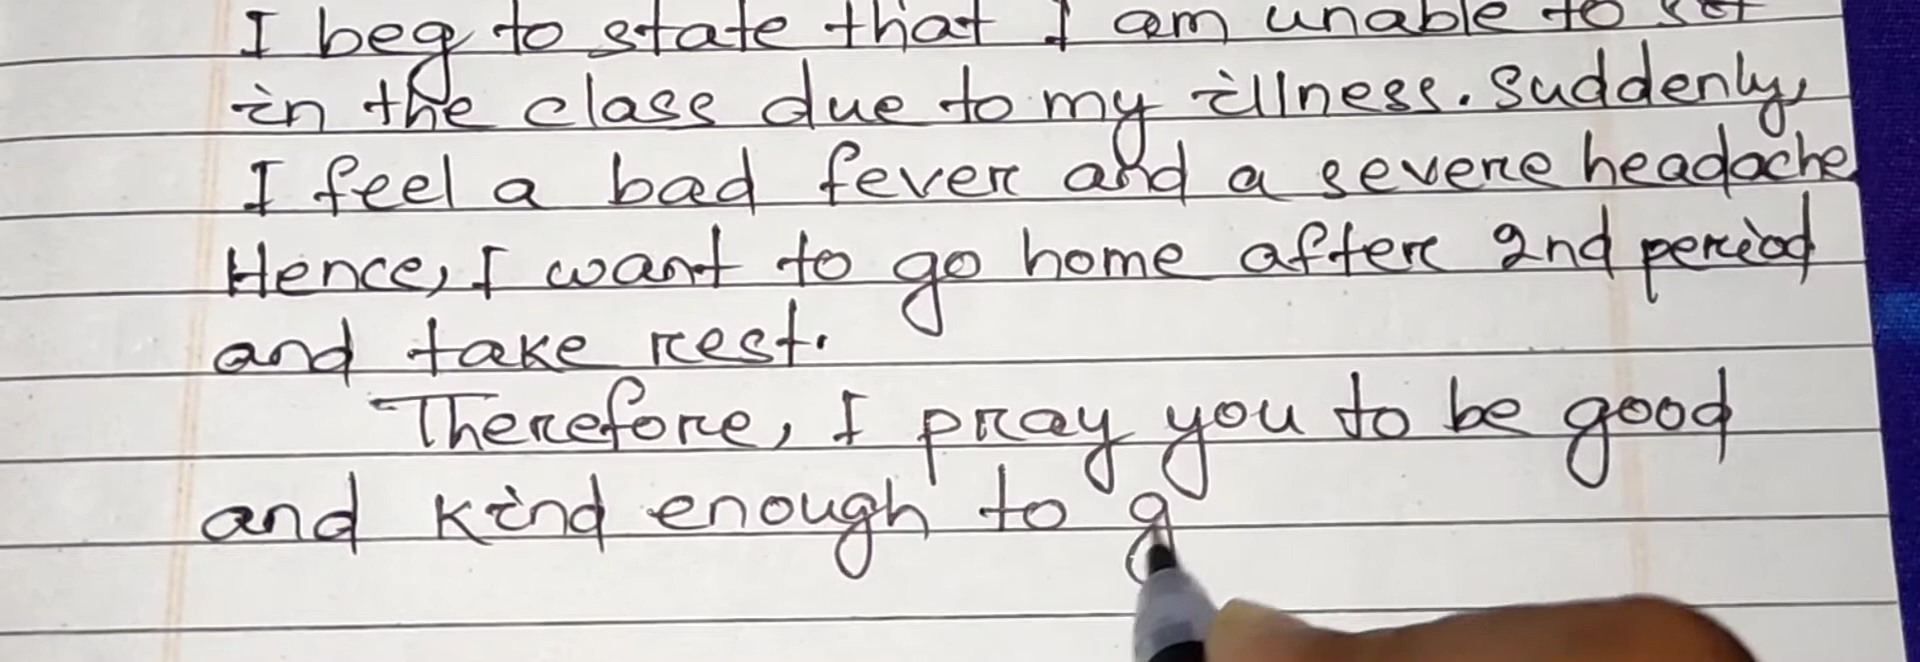 I beg to state that I am unable to
in the class due to my illness. Suddenly,
I feel a bad fever and a severe headache
Hence, I want to go home after 2nd period
and take rest.
Therefore, I pray you to be good
and kind enough to g